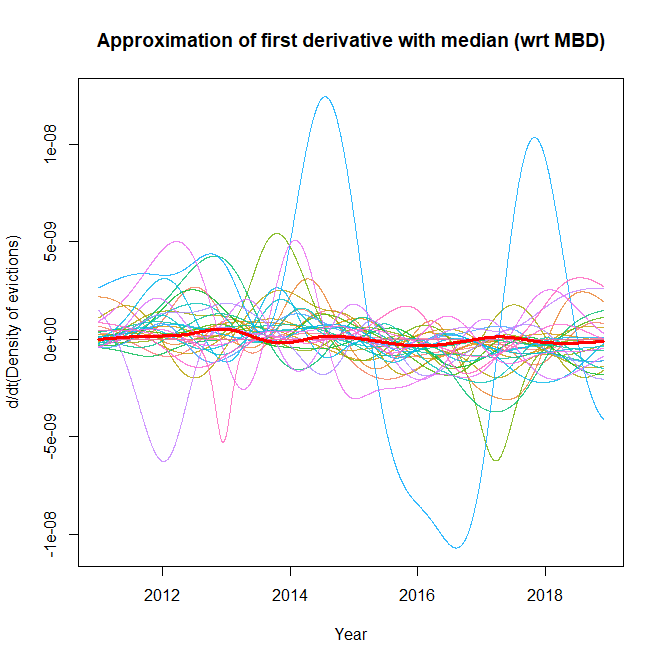 Approximation of first derivative with median (wrt MBD)
d/dt(Density of evictions)
1e-08
5e-09
0e+00
-5e-09
-1e-08
2012 2014 2016 2018
Year